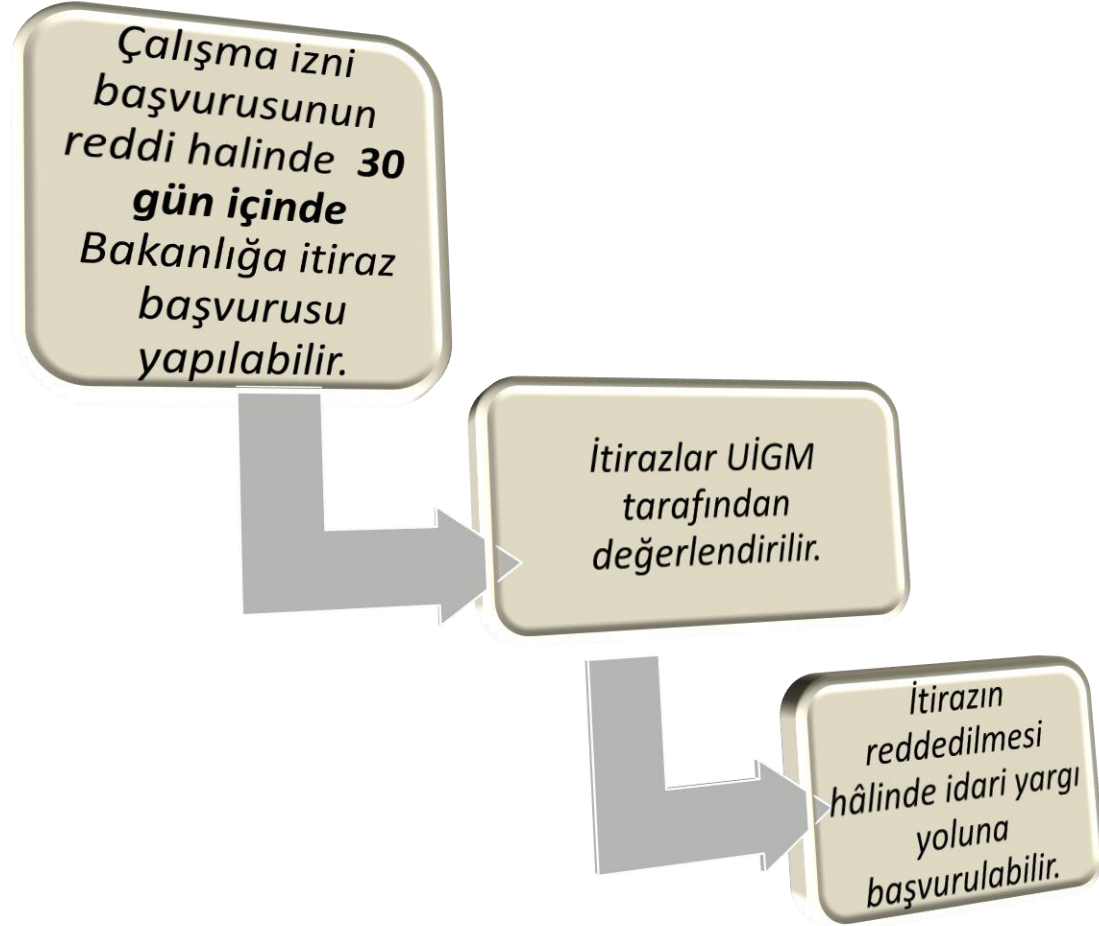 Çalışma izni
başvurusunun
reddi halinde 30
gün içinde
Bakanlığa itiraz
başvurusu
yapılabilir.
İtirazlar UİGM
tarafından
değerlendirilir.
İtirazın
reddedilmesi
hâlinde idari yargı
yoluna
başvurulabilir.